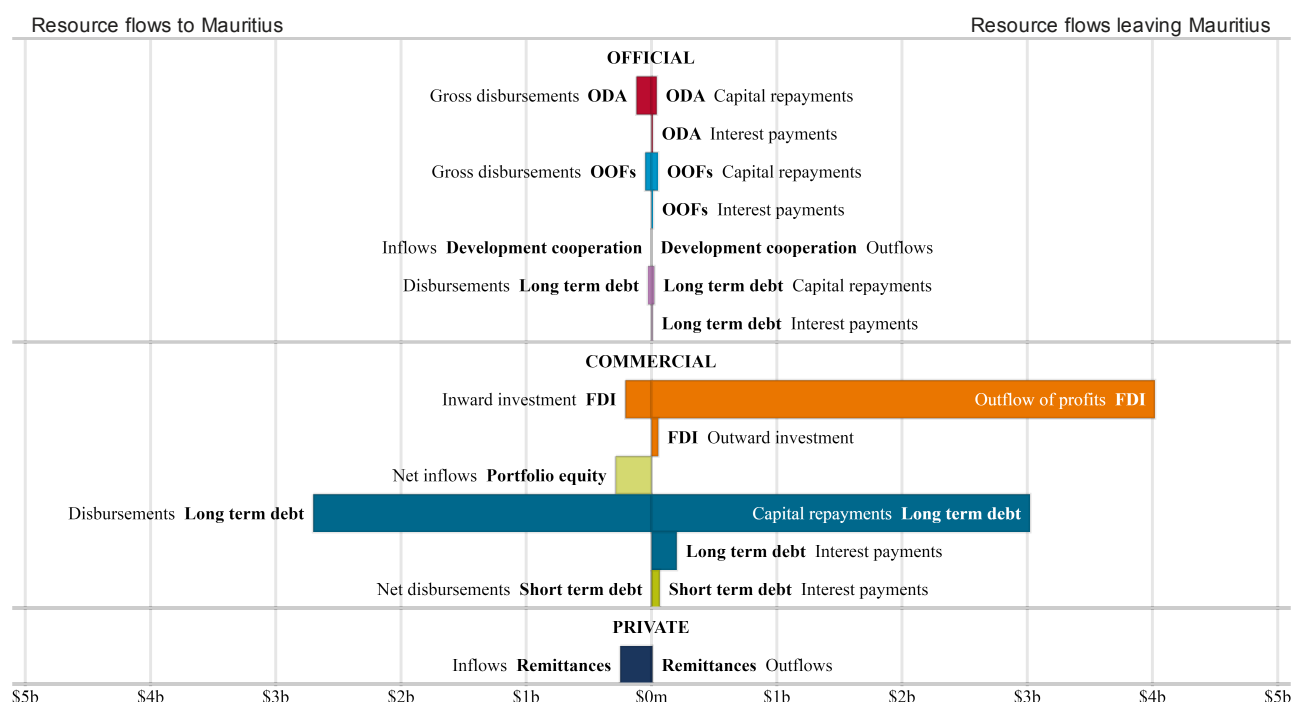 Resource flows to Mauritius Resource flows leaving Mauritius
OFFICIAL
Gross disbursements ODA ODA Capital repayments
ODA Interest payments
Gross disbursements OOFs OOFs Capital repayments
OOFs Interest payments
Inflows Development cooperation Development cooperation Outflows
Disbursements Long term debt Long term debt Capital repayments
Long term debt Interest payments
COMMERCIAL
Inward investment FDI Outflow of profits FDI
FDI Outward investment
Net inflows Portfolio equity
Disbursements Long term debt Capital repayments Long term debt
Long term debt Interest payments
Net disbursements Short term debt Short term debt Interest payments
PRIVATE
Inflows Remittances Remittances Outflows
$5b $4b $3b $2b $1b $0m $1b $2b $3b $4b $5b